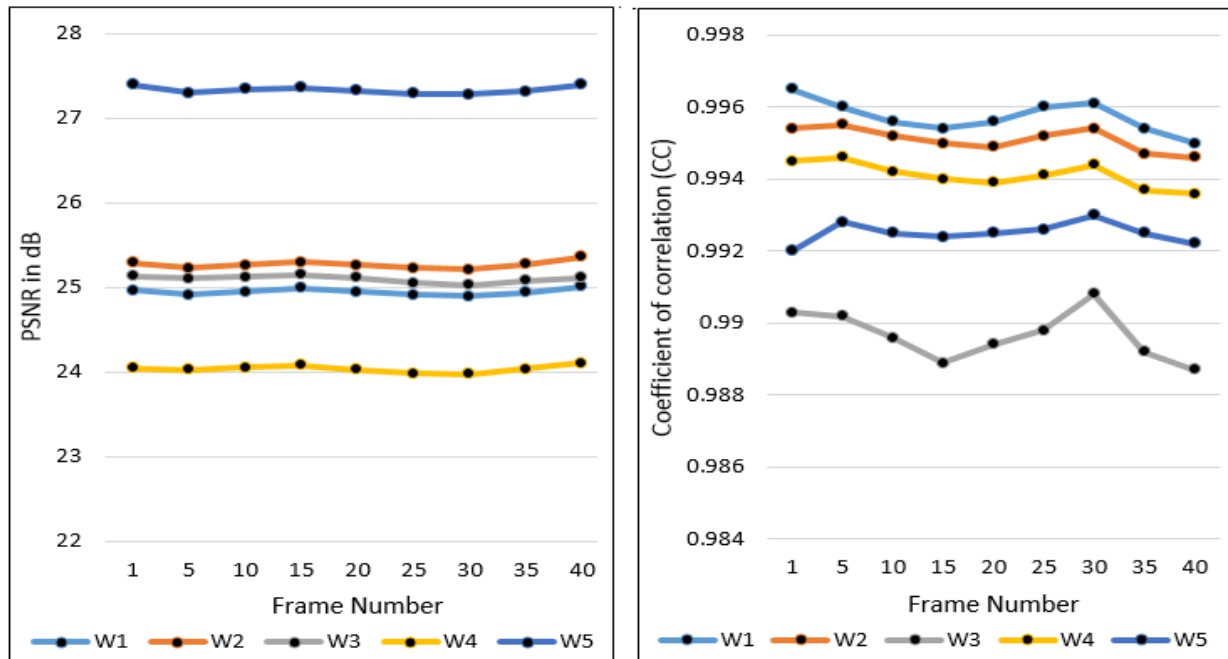 28
27
26
25
24
23
22
PSNR in dB
1 5 10 15 20 25 30 35 40
Frame Number
W1 W2 W3 W4 W5
0.998
0.996
0.994
0.992
0.99
0.988
0.986
0.984
Coefficient of correlation (CC)
1 5 10 15 20 25 30 35 40
Frame Number
W1 W2 W3 W4 W5